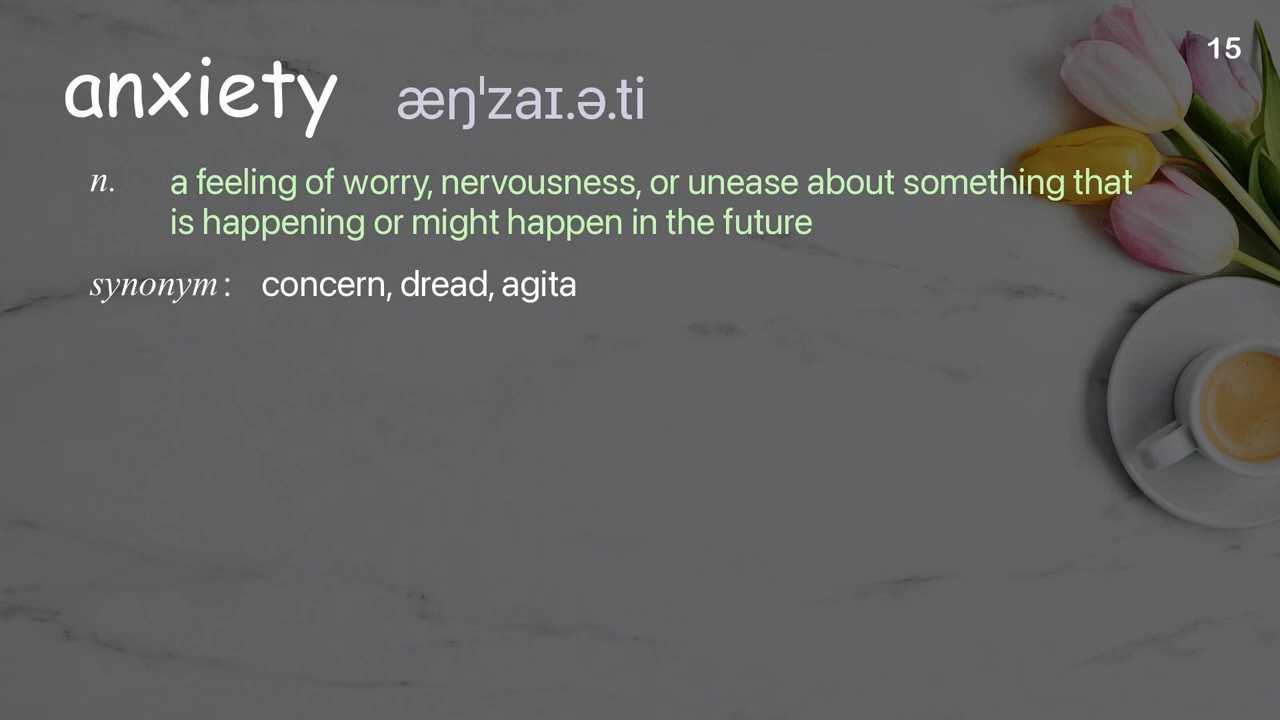 15
anxiety æŋˈzaɪ.ə.ti
n. a feeling of worry, nervousness, or unease about something that
is happening or might happen in the future
synonym: concern, dread, agita